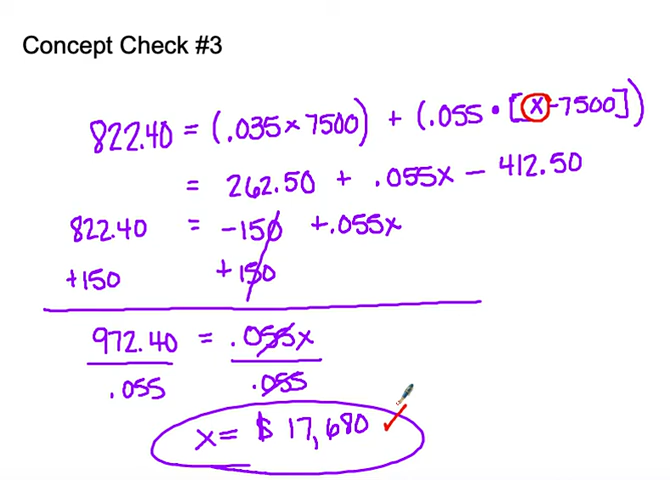 Concept Check #3
822.40 = (.035 x 7500) + (.055 • [x-7500])
= 262.50 + .055x - 412.50
822.40 = -150 +.055x
+150 +150
972.40 = .055x
.055 .055
x= $ 17,680 ✓